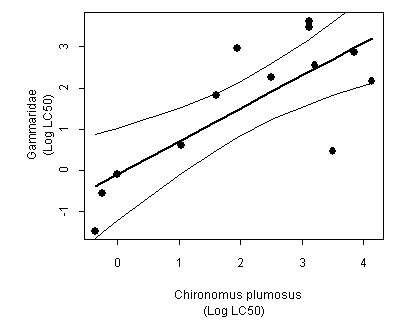 Gammaridae
(Log LC50)
3
2
1
0
-1
0 1 2 3 4
Chironomus plumosus
(Log LC50)